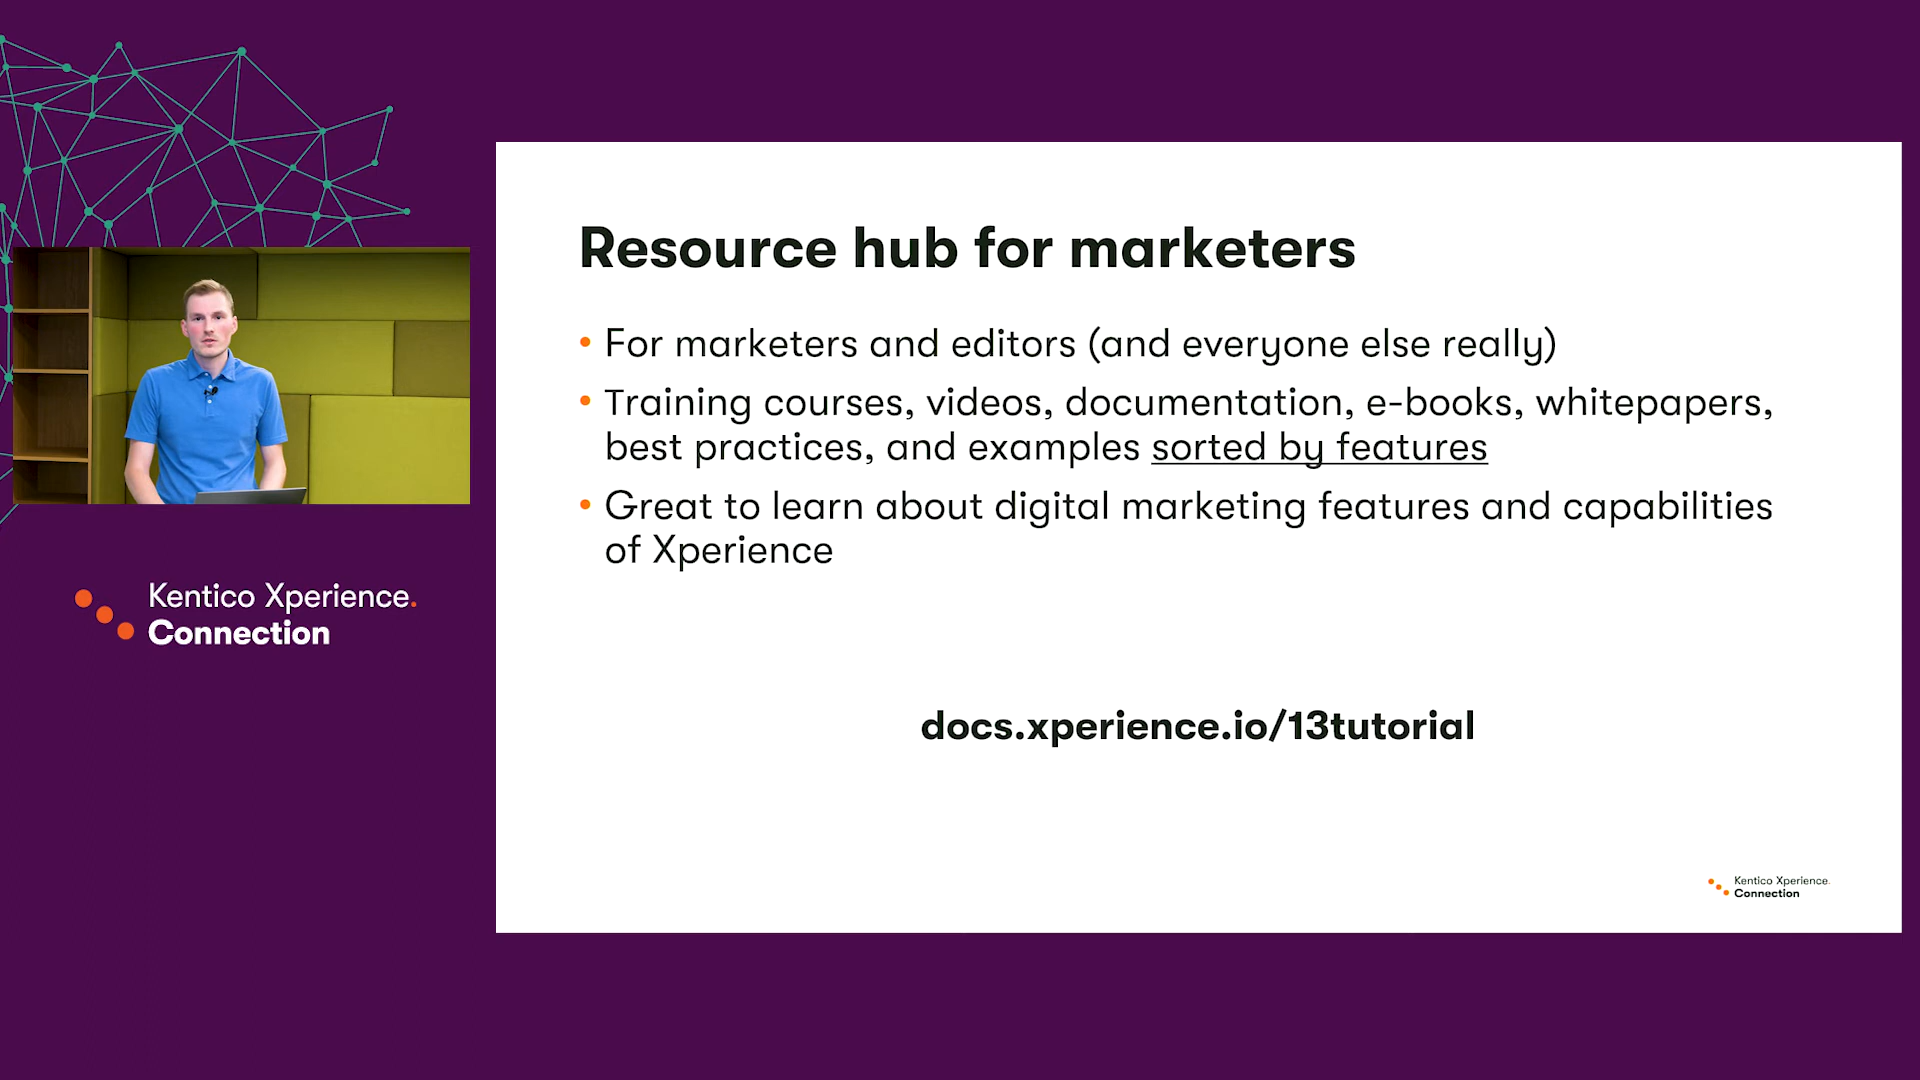 Resource hub for marketers
• For marketers and editors (and everyone else really)
• Training courses, videos, documentation, e-books, whitepapers,
best practices, and examples sorted by features
• Great to learn about digital marketing features and capabilities
of Xperience
docs.xperience.io/13tutorial
Kentico Xperience.
Connection
Kentico Xperience.
Connection